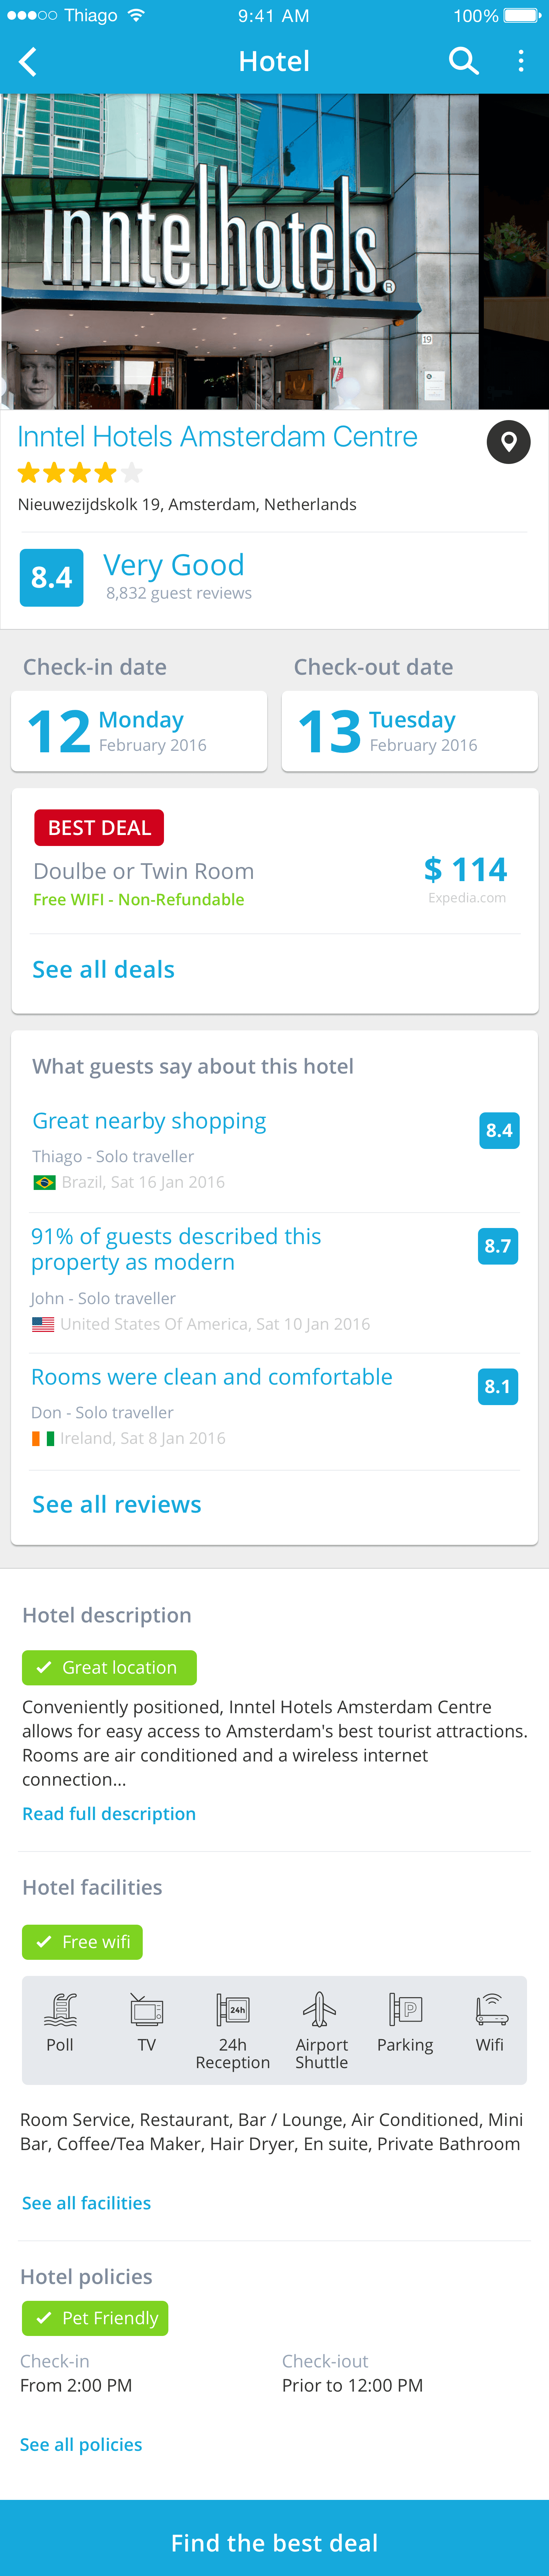 Thiago 9:41 AM 100%
Hotel
inntelhotels®
19
Inntel Hotels Amsterdam Centre
Nieuwezijdskolk 19, Amsterdam, Netherlands
8.4 Very Good
8,832 guest reviews
Check-in date Check-out date
12 Monday 13 Tuesday
February 2016 February 2016
BEST DEAL
Doulbe or Twin Room $ 114
Free WIFI - Non-Refundable Expedia.com
See all deals
What guests say about this hotel
Great nearby shopping 8.4
Thiago - Solo traveller
Brazil, Sat 16 Jan 2016
91% of guests described this 8.7
property as modern
John - Solo traveller
United States Of America, Sat 10 Jan 2016
Rooms were clean and comfortable 8.1
Don - Solo traveller
Ireland, Sat 8 Jan 2016
See all reviews
Hotel description
Great location
Conveniently positioned, Inntel Hotels Amsterdam Centre
allows for easy access to Amsterdam's best tourist attractions.
Rooms are air conditioned and a wireless internet
connection...
Read full description
Hotel facilities
Free wifi
24h P
Poll TV 24h Airport Parking Wifi
Reception Shuttle
Room Service, Restaurant, Bar / Lounge, Air Conditioned, Mini
Bar, Coffee/Tea Maker, Hair Dryer, En suite, Private Bathroom
See all facilities
Hotel policies
Pet Friendly
Check-in Check-iout
From 2:00 PM Prior to 12:00 PM
See all policies
Find the best deal